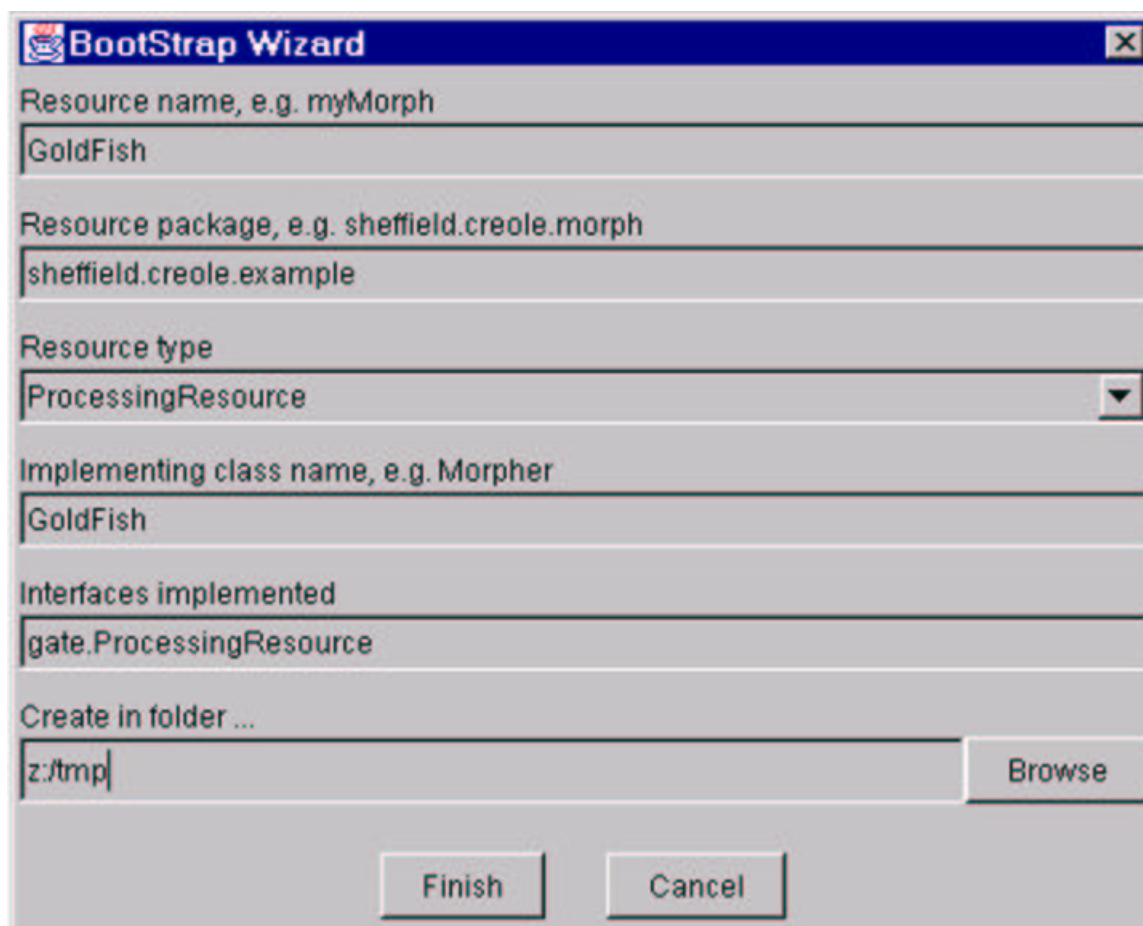 BootStrap Wizard
Resource name, e.g. myMorph
GoldFish
Resource package, e.g. sheffield.creole.morph
sheffield.creole.example
Resource type
ProcessingResource
Implementing class name, e.g. Morpher
GoldFish
Interfaces implemented
gate.ProcessingResource
Create in folder ...
z:/tmp
Browse
Finish Cancel